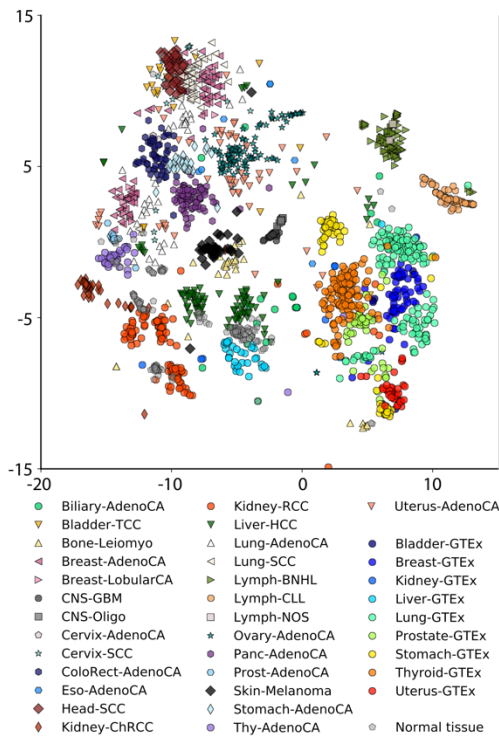 15
5
-5
-15
-20 -10 0 10
Biliary-AdenoCA Kidney-RCC Uterus-AdenoCA
Bladder-TCC Liver-HCC
Bone-Leiomyo Lung-AdenoCA Bladder-GTEx
Breast-AdenoCA Lung-SCC Breast-GTEx
Breast-LobularCA Lymph-BNHL Kidney-GTEx
CNS-GBM Lymph-CLL Liver-GTEx
CNS-Oligo Lymph-NOS Lung-GTEx
Cervix-AdenoCA Ovary-AdenoCA Prostate-GTEx
Cervix-SCC Panc-AdenoCA Stomach-GTEx
ColoRect-AdenoCA Prost-AdenoCA Thyroid-GTEx
Eso-AdenoCA Skin-Melanoma Uterus-GTEx
Head-SCC Stomach-AdenoCA
Kidney-ChRCC Thy-AdenoCA Normal tissue